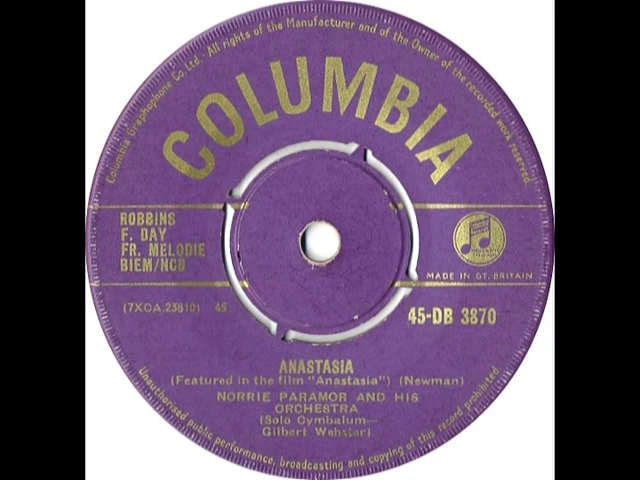 Columbia Graphophone Co. Ltd. All rights of the Manufacturer and of the Owner of the recorded work reserved
COLUMBIA
ROBBINS
F. DAY
FR. MELODIE
BIEM/NCB
MADE IN GT. BRITAIN
(7XCA.23810) 45
45-DB 3870
ANASTASIA
(Featured in the film "Anastasia") (Newman)
NORRIE PARAMOR AND HIS
ORCHESTRA
(Solo Cymbalum—
Gilbert Webster)
Unauthorised public performance, broadcasting and copying of this record prohibited.